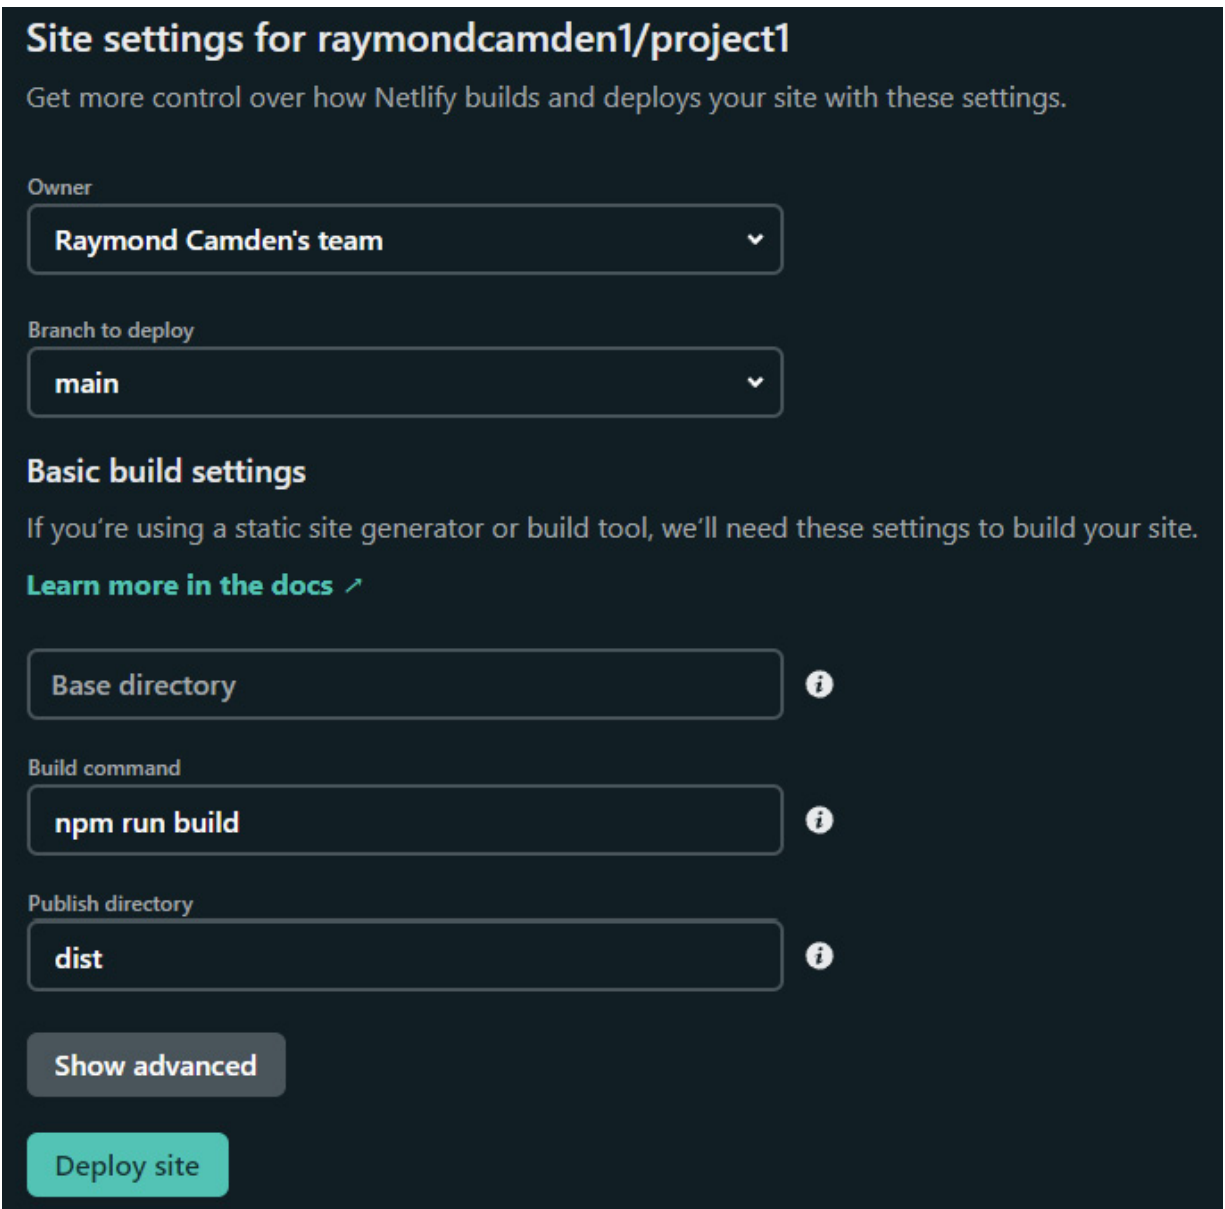 Site settings for raymondcamden1/project1
Get more control over how Netlify builds and deploys your site with these settings.
Owner
Raymond Camden's team
Branch to deploy
main
Basic build settings
If you’re using a static site generator or build tool, we’ll need these settings to build your site.
Learn more in the docs ↗
Base directory
Build command
npm run build
Publish directory
dist
Show advanced
Deploy site